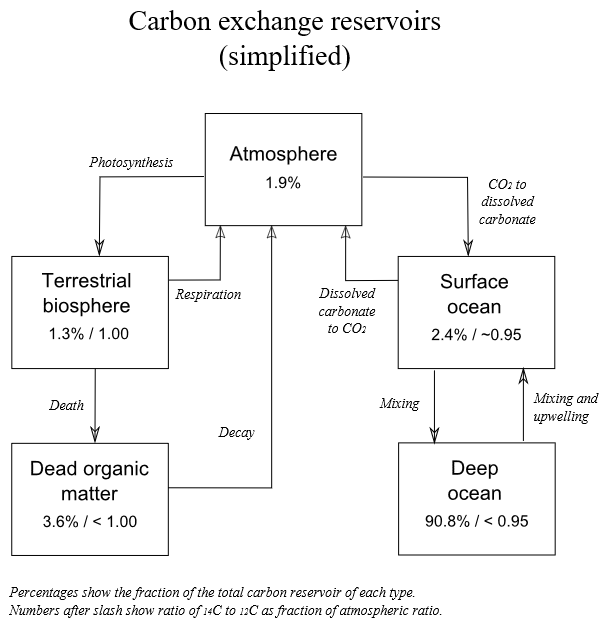 Carbon exchange reservoirs
(simplified)
Atmosphere
1.9%
Photosynthesis
CO₂ to
dissolved
carbonate
Terrestrial
biosphere
1.3% / 1.00
Respiration
Dissolved
carbonate
to CO₂
Surface
ocean
2.4% / ~0.95
Death
Decay
Mixing
Mixing and
upwelling
Dead organic
matter
3.6% / < 1.00
Deep
ocean
90.8% / < 0.95
Percentages show the fraction of the total carbon reservoir of each type.
Numbers after slash show ratio of ₁₄C to ₁₂C as fraction of atmospheric ratio.